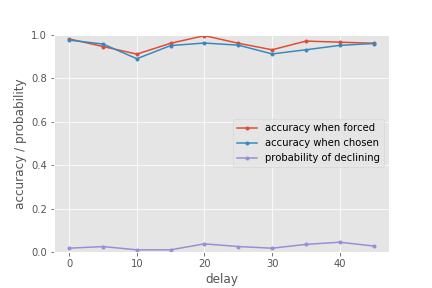 1.0
0.8
0.6
0.4
0.2
0.0
accuracy / probability
accuracy when forced
accuracy when chosen
probability of declining
0 10 20 30 40
delay